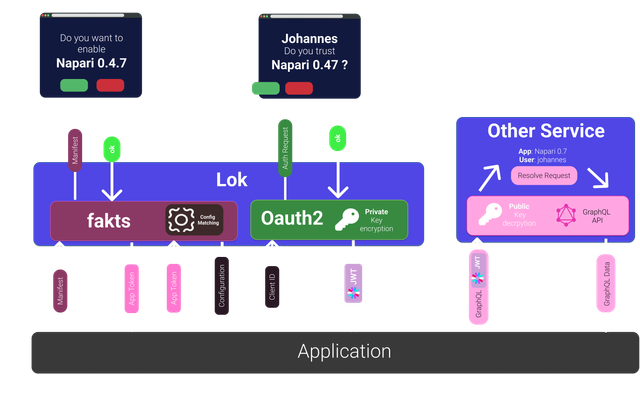 Do you want to
enable
Napari 0.4.7
Johannes
Do you trust
Napari 0.47 ?
Manifest
ok
Auth Request
ok
Lok
fakts
Config
Matching
Oauth2
Private
Key
encryption
Other Service
App: Napari 0.7
User: johannes
Resolve Request
Public
Key
decrpytion
GraphQL
API
Manifest
App Token
App Token
Configuration
Client ID
JWT
JWT
GraphQL
GraphQL Data
Application